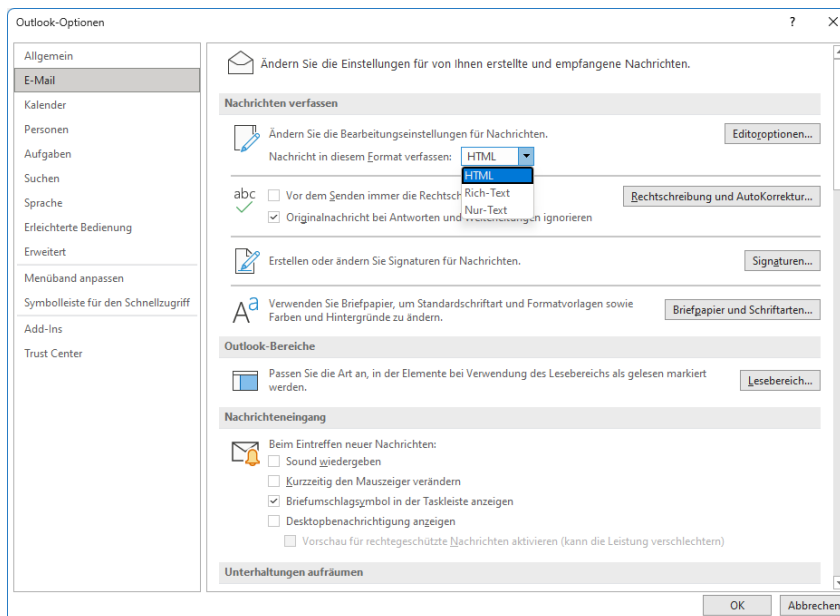 Outlook-Optionen
?
Allgemein
E-Mail
Kalender
Personen
Aufgaben
Suchen
Sprache
Erleichterte Bedienung
Erweitert
Menüband anpassen
Symbolleiste für den Schnellzugriff
Add-Ins
Trust Center
Ändern Sie die Einstellungen für von Ihnen erstellte und empfangene Nachrichten.
Nachrichten verfassen
Ändern Sie die Bearbeitungseinstellungen für Nachrichten.
Editoroptionen...
Nachricht in diesem Format verfassen: HTML
HTML
Rich-Text
Nur-Text
abc
Vor dem Senden immer die Rechtsch
Rechtschreibung und AutoKorrektur...
Originalnachricht bei Antworten und Weiterleitungen ignorieren
Erstellen oder ändern Sie Signaturen für Nachrichten.
Signaturen...
Verwenden Sie Briefpapier, um Standardschriftart und Formatvorlagen sowie
Farben und Hintergründe zu ändern.
Briefpapier und Schriftarten...
Outlook-Bereiche
Passen Sie die Art an, in der Elemente bei Verwendung des Lesebereichs als gelesen markiert
werden.
Lesebereich...
Nachrichteneingang
Beim Eintreffen neuer Nachrichten:
Sound wiedergeben
Kurzzeitig den Mauszeiger verändern
Briefumschlagsymbol in der Taskleiste anzeigen
Desktopbenachrichtigung anzeigen
Vorschau für rechtegeschützte Nachrichten aktivieren (kann die Leistung verschlechtern)
Unterhaltungen aufräumen
OK
Abbrechen